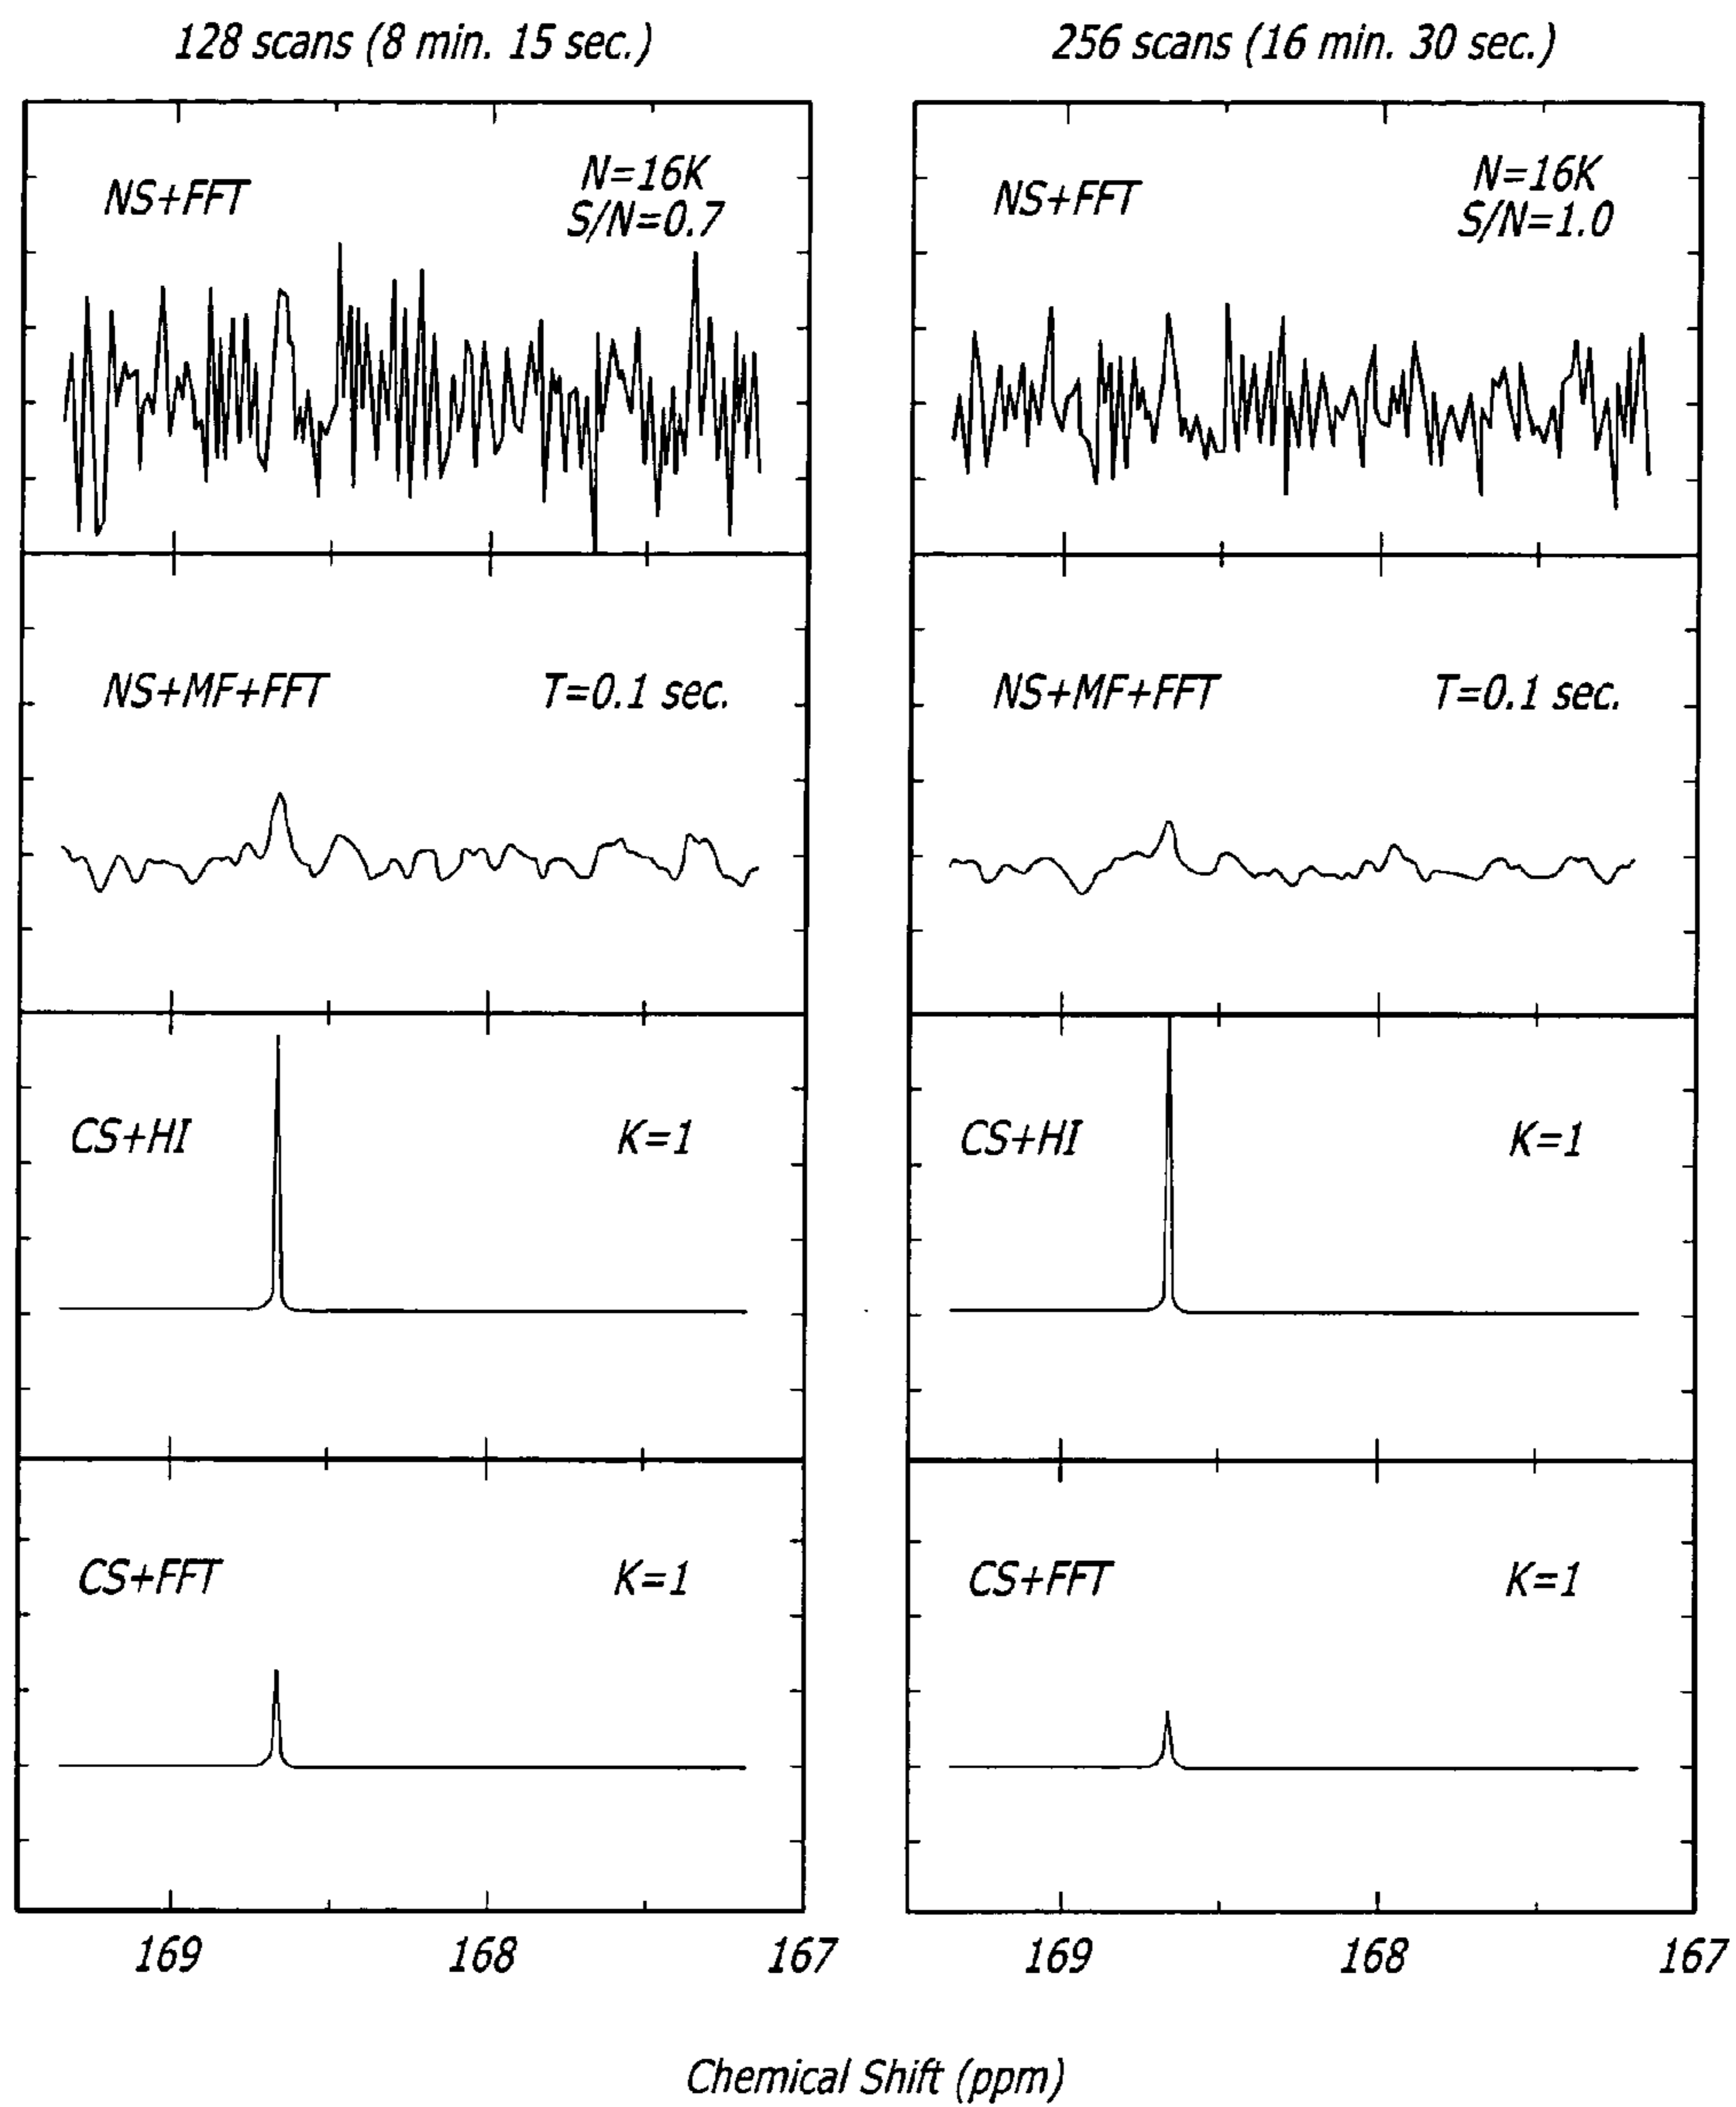 128 scans (8 min. 15 sec.)
NS+FFT
N=16K
S/N=0.7
NS+MF+FFT
T=0.1 sec.
CS+HI
K=1
CS+FFT
K=1
169
168
167
256 scans (16 min. 30 sec.)
NS+FFT
N=16K
S/N=1.0
NS+MF+FFT
T=0.1 sec.
CS+HI
K=1
CS+FFT
K=1
169
168
167
Chemical Shift (ppm)